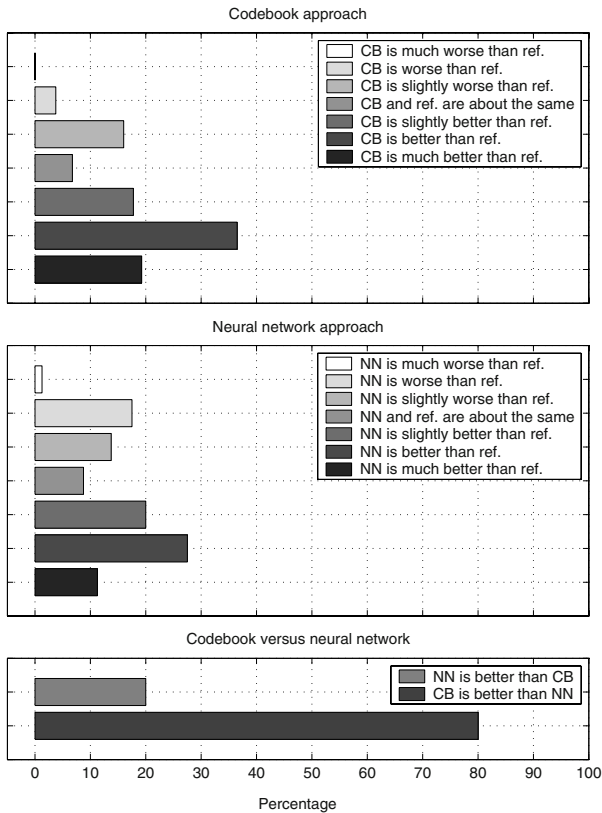 Codebook approach
CB is much worse than ref.
CB is worse than ref.
CB is slightly worse than ref.
CB and ref. are about the same
CB is slightly better than ref.
CB is better than ref.
CB is much better than ref.
Neural network approach
NN is much worse than ref.
NN is worse than ref.
NN is slightly worse than ref.
NN and ref. are about the same
NN is slightly better than ref.
NN is better than ref.
NN is much better than ref.
Codebook versus neural network
NN is better than CB
CB is better than NN
0 10 20 30 40 50 60 70 80 90 100
Percentage